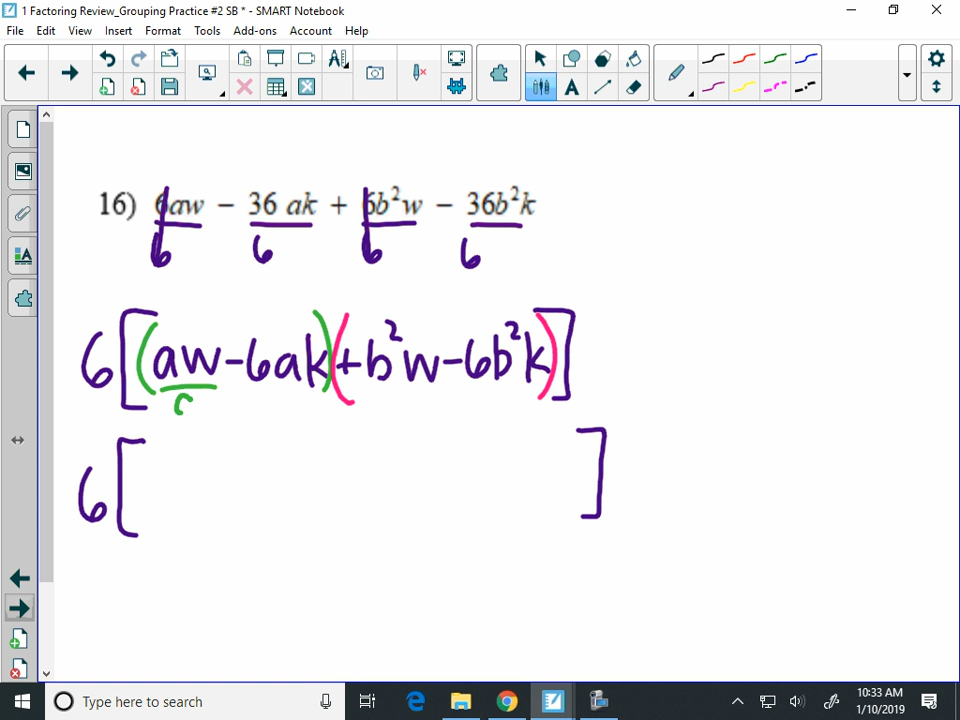 1 Factoring Review_Grouping Practice #2 SB * - SMART Notebook
File Edit View Insert Format Tools Add-ons Account Help
16) 6aw − 36 ak + 6b²w − 36b²k
6 6 6 6
6[(aw-6ak)(+b²w-6b²k)]
6[ ]
Type here to search
10:33 AM
1/10/2019